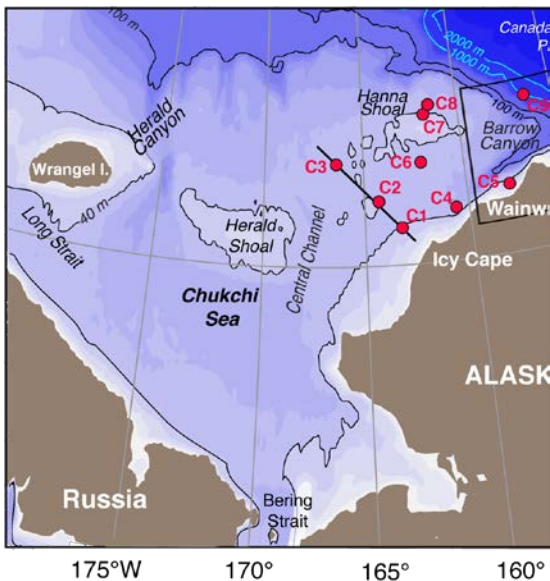 100 m
2000 m
1000 m
Canada
P
Hanna
Shoal
C8
C7
100 m
C9
Barrow
Canyon
Herald
Canyon
Wrangel I.
C3
C6
C5
C2
C4
C1
Wainw
40 m
Long Strait
Herald
Shoal
Central Channel
Icy Cape
Chukchi
Sea
ALASK
Russia
Bering
Strait
175°W
170°
165°
160°